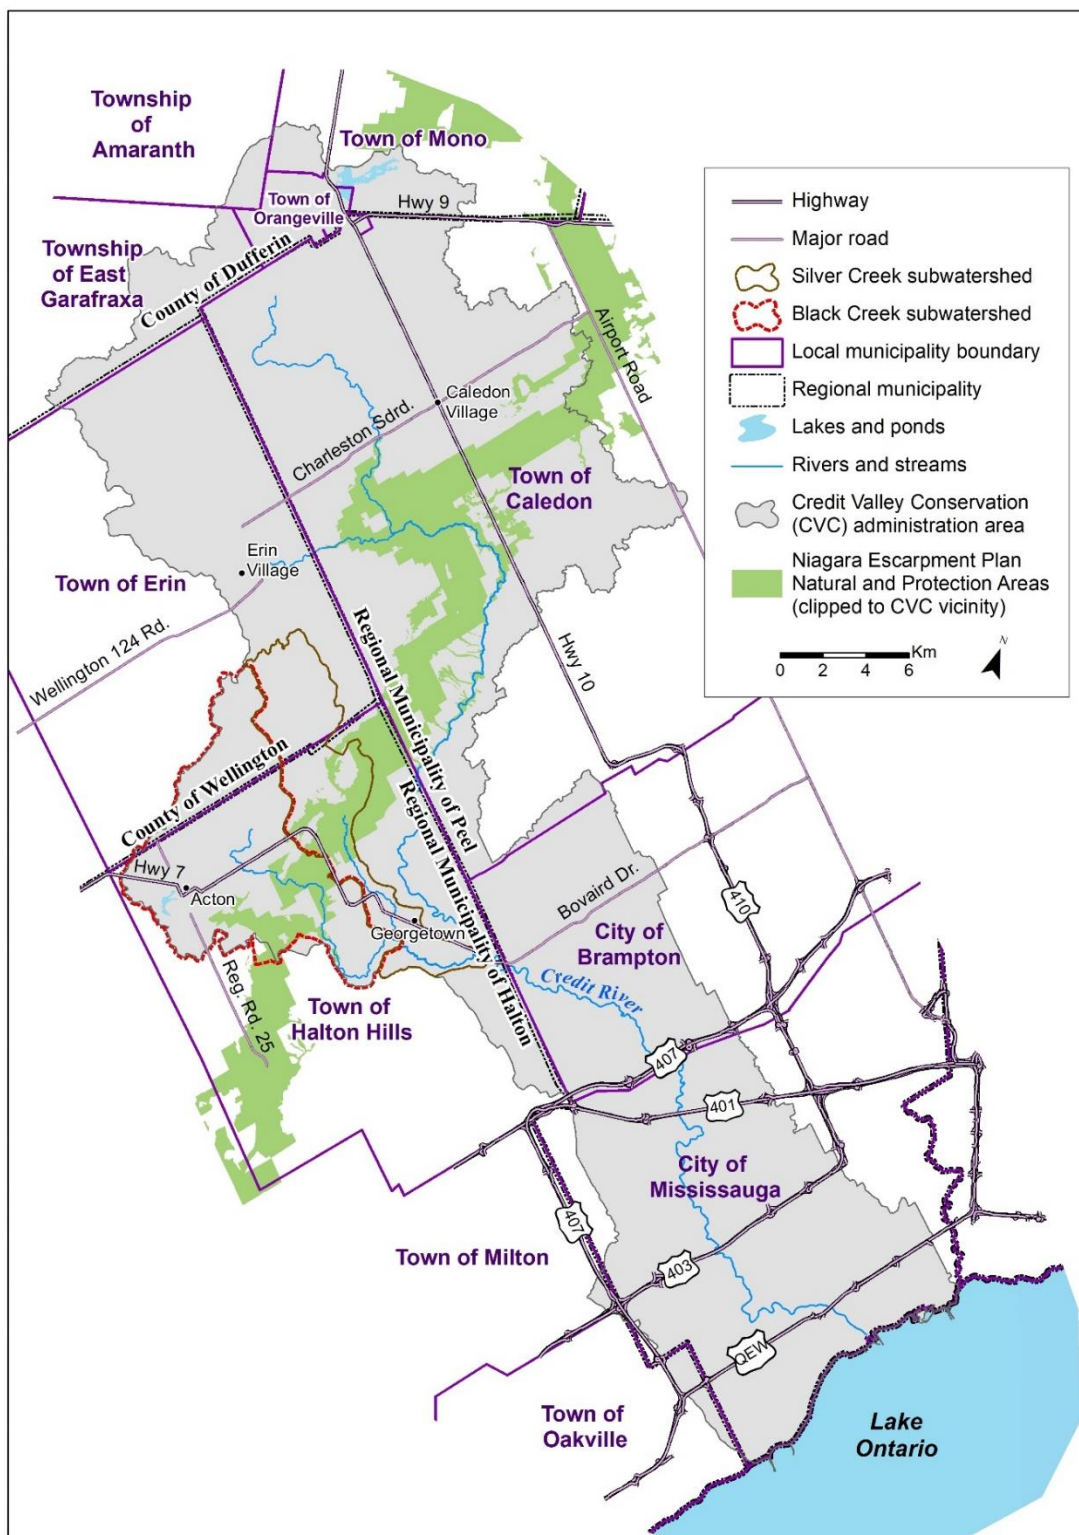 Township
of
Amaranth
Town of Mono
Town of
Orangeville
Hwy 9
Township
of East
Garafraxa
County of Dufferin
Airport Road
Caledon
Village
Charleston Sdrd.
Town of
Caledon
Erin
Village
Town of Erin
Wellington 124 Rd.
Regional Municipality of Peel
Hwy 10
County of Wellington
Regional Municipality of Halton
Hwy 7
Acton
Georgetown
Bovaird Dr.
410
City of
Brampton
Credit River
Reg. Rd. 25
Town of
Halton Hills
407
401
City of
Mississauga
407
403
Town of Milton
QEW
Town of
Oakville
Lake
Ontario
Highway
Major road
Silver Creek subwatershed
Black Creek subwatershed
Local municipality boundary
Regional municipality
Lakes and ponds
Rivers and streams
Credit Valley Conservation
(CVC) administration area
Niagara Escarpment Plan
Natural and Protection Areas
(clipped to CVC vicinity)
N
Km
0 2 4 6